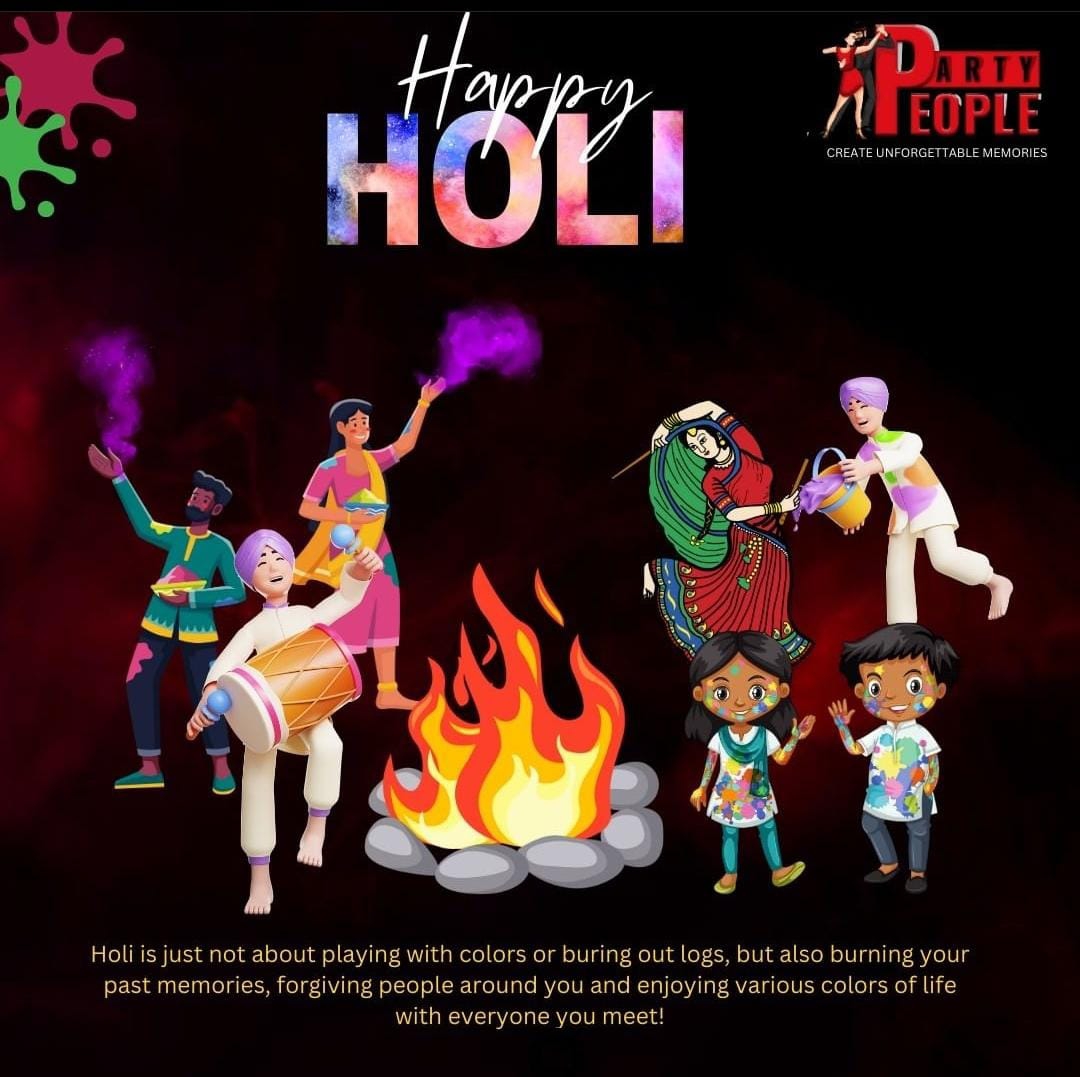 Happy
HOLI
PARTY
PEOPLE
CREATE UNFORGETTABLE MEMORIES
Holi is just not about playing with colors or buring out logs, but also burning your
past memories, forgiving people around you and enjoying various colors of life
with everyone you meet!